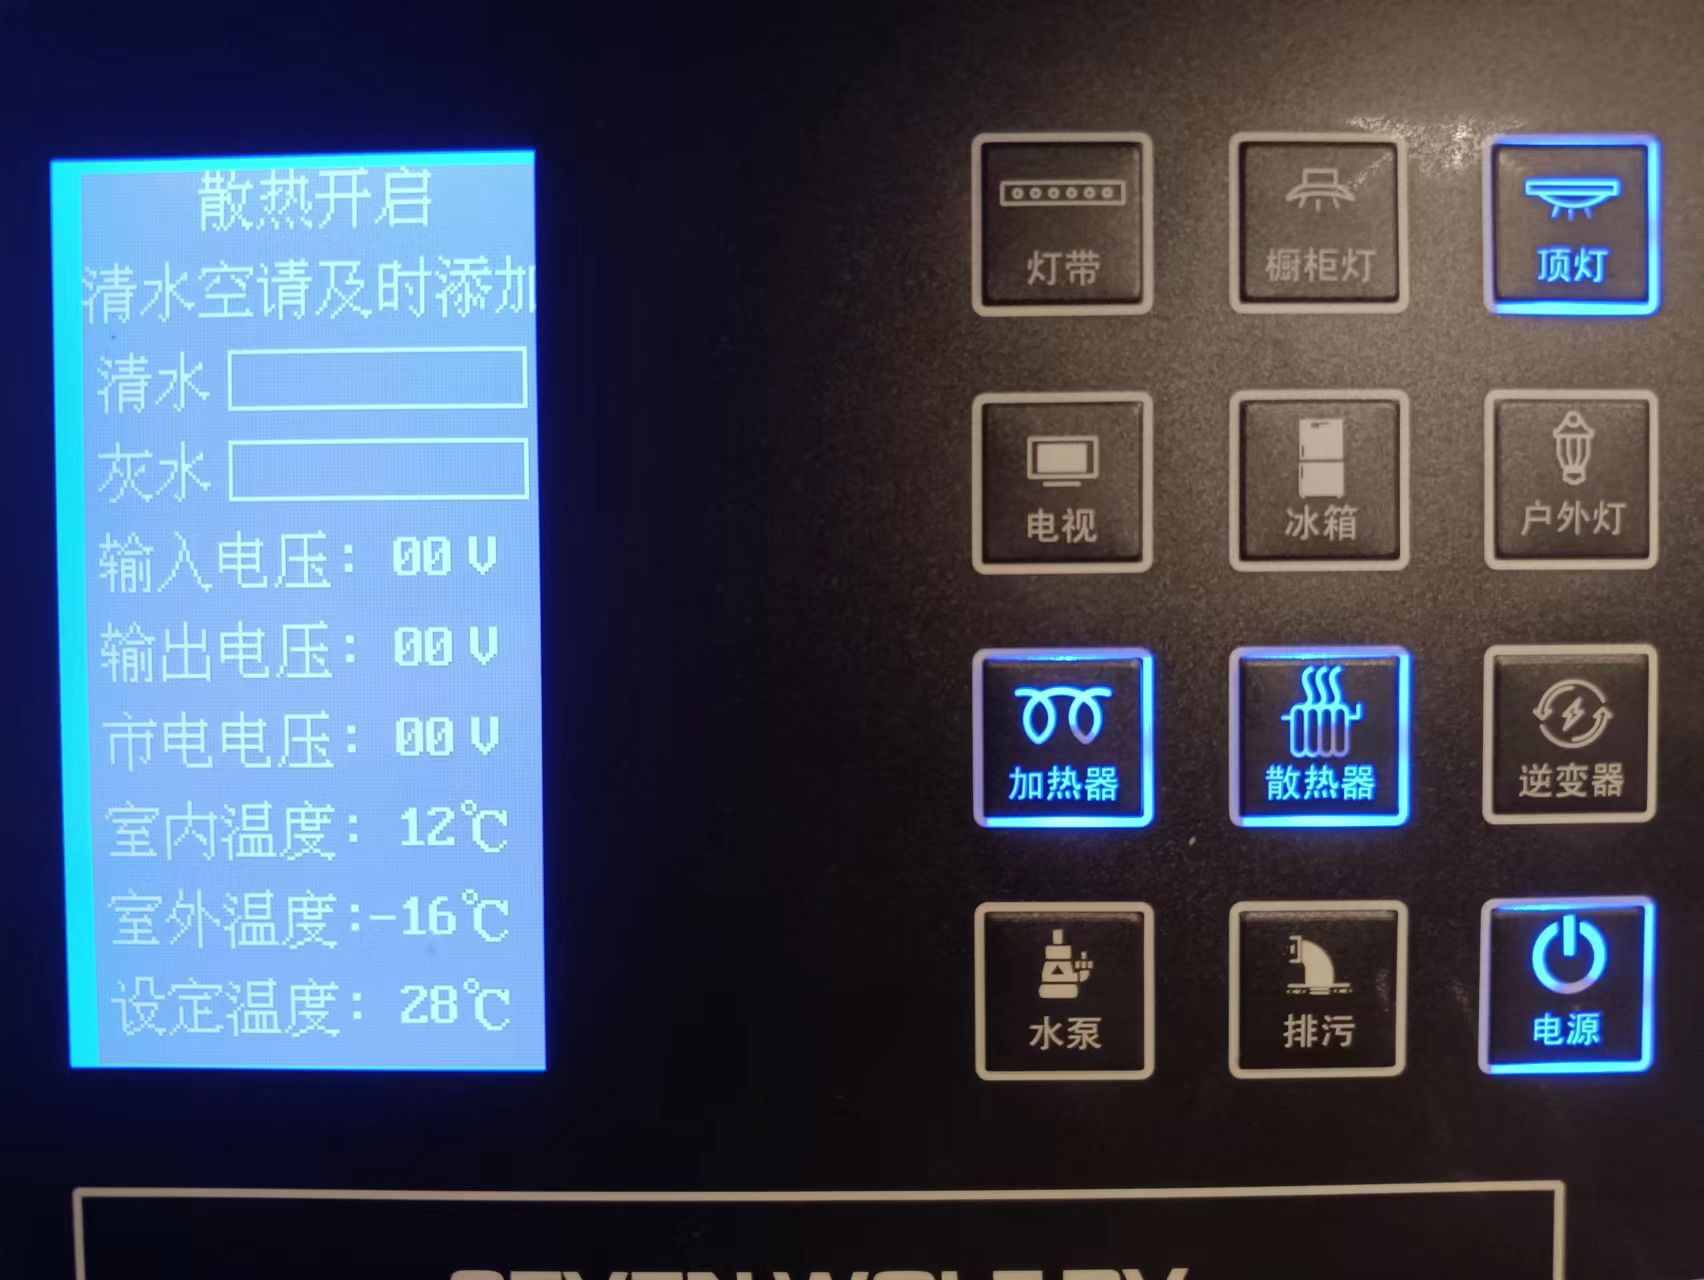 散热开启
清水空请及时添加
清水
灰水
输入电压: 00 V
输出电压: 00 V
市电电压: 00 V
室内温度: 12℃
室外温度:-16℃
设定温度: 28℃
灯带 橱柜灯 顶灯
电视 冰箱 户外灯
加热器 散热器 逆变器
水泵 排污 电源
SEVEN WOLF RV